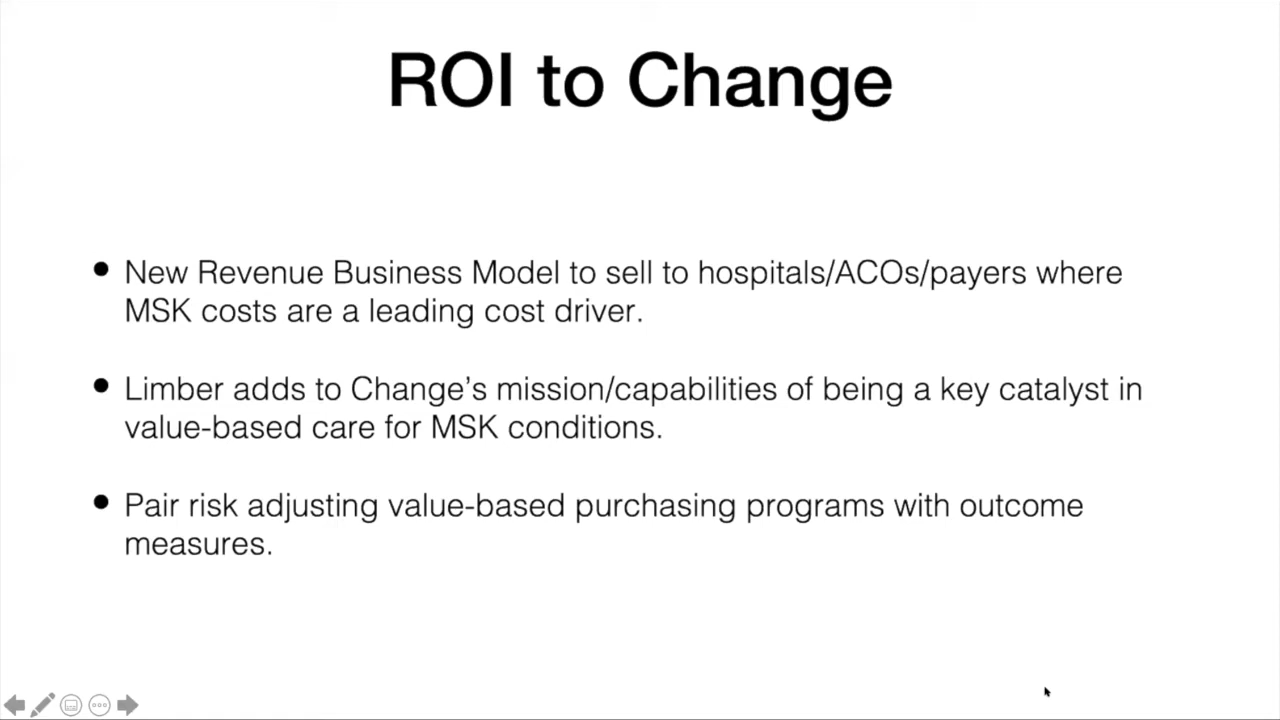 ROI to Change
• New Revenue Business Model to sell to hospitals/ACOs/payers where
MSK costs are a leading cost driver.
• Limber adds to Change’s mission/capabilities of being a key catalyst in
value-based care for MSK conditions.
• Pair risk adjusting value-based purchasing programs with outcome
measures.